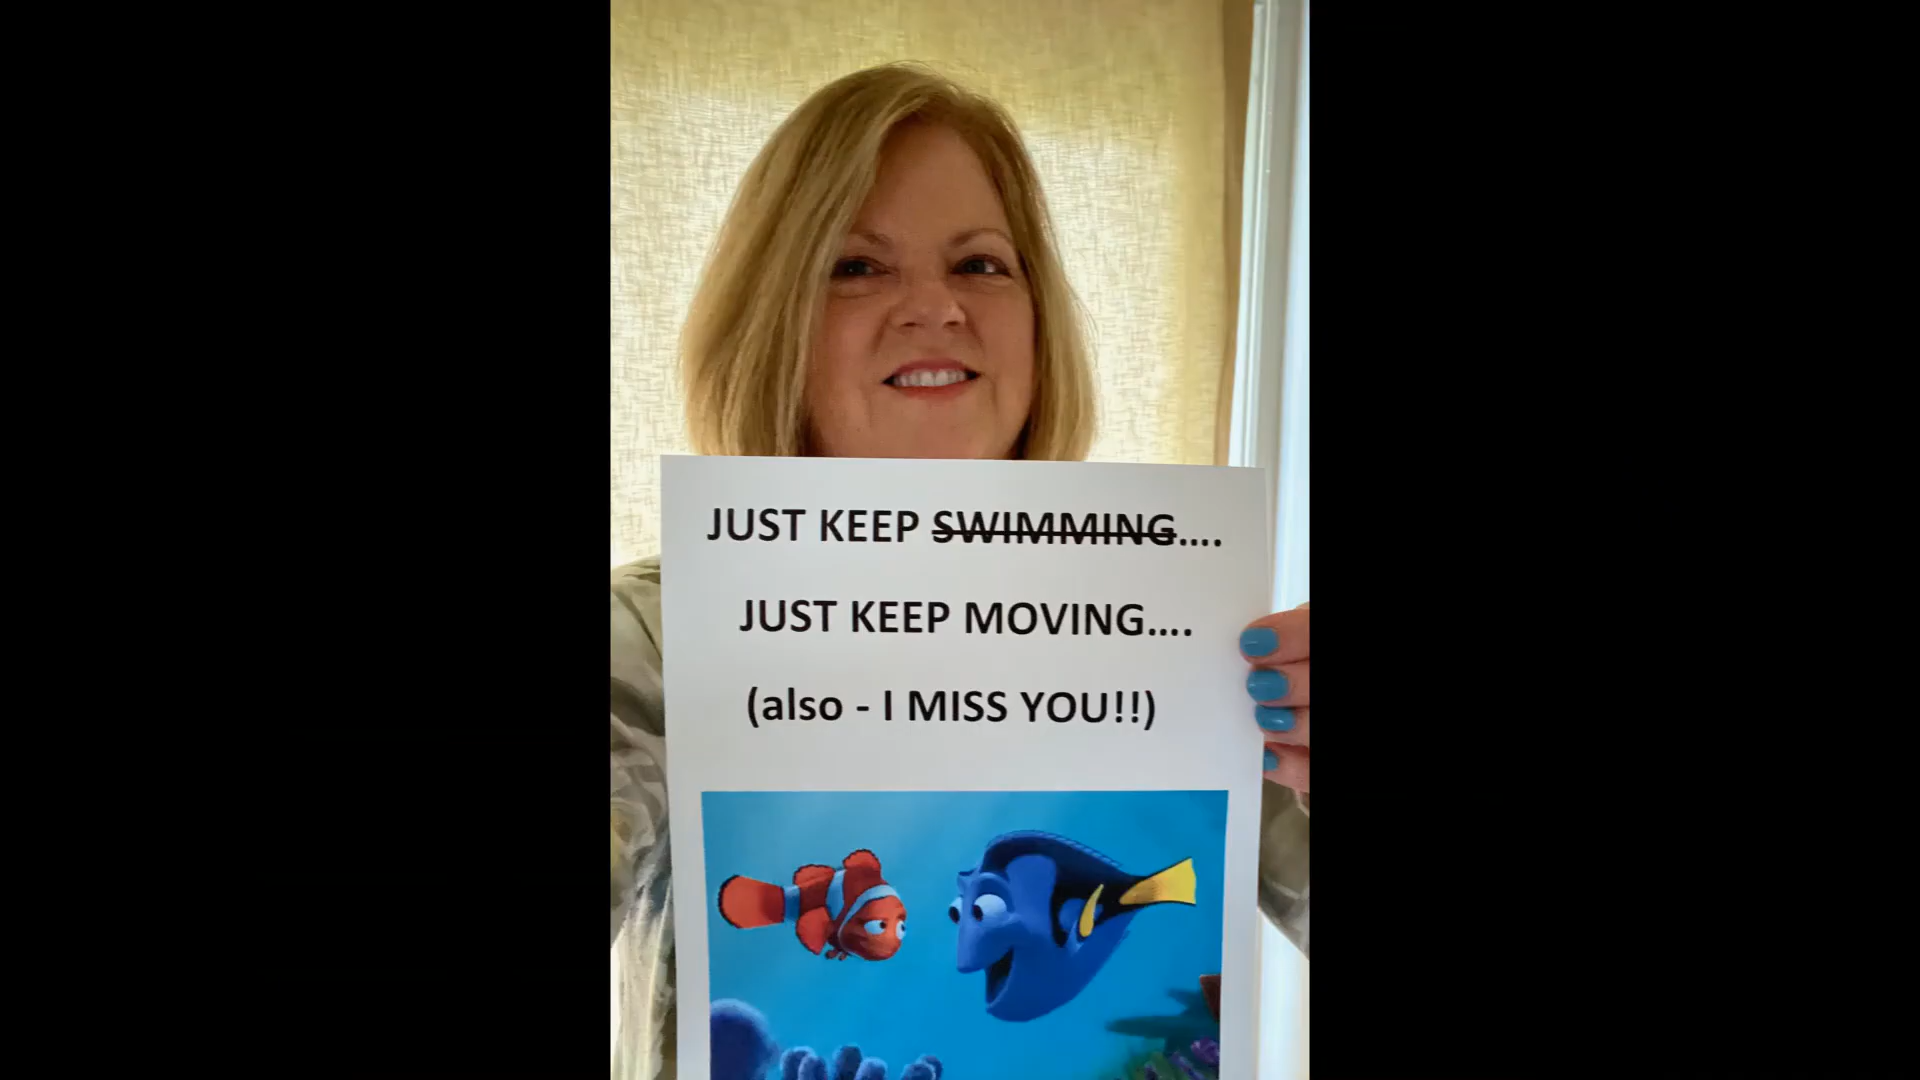 JUST KEEP SWIMMING....
JUST KEEP MOVING....
(also - I MISS YOU!!)